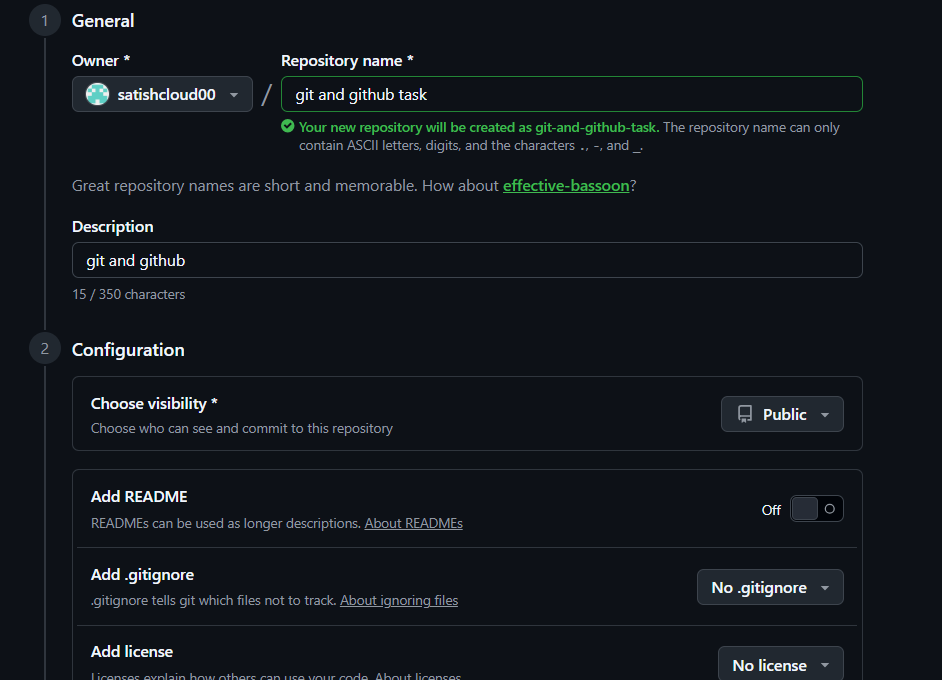 1 General
Owner * Repository name *
satishcloud00 / git and github task
Your new repository will be created as git-and-github-task. The repository name can only
contain ASCII letters, digits, and the characters ., -, and _.
Great repository names are short and memorable. How about effective-bassoon?
Description
git and github
15 / 350 characters
2 Configuration
Choose visibility *
Choose who can see and commit to this repository
Public
Add README
READMEs can be used as longer descriptions. About READMEs
Off
Add .gitignore
.gitignore tells git which files not to track. About ignoring files
No .gitignore
Add license
Licenses explain how others can use your code. About licenses
No license